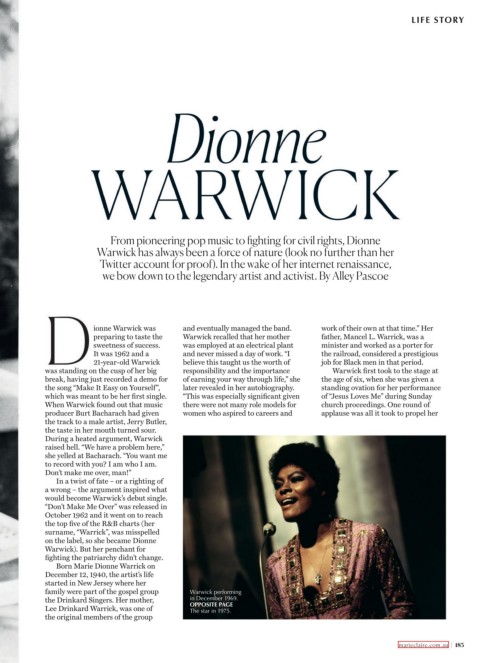 LIFE STORY
Dionne
WARWICK
From pioneering pop music to fighting for civil rights, Dionne
Warwick has always been a force of nature (look no further than her
Twitter account for proof). In the wake of her internet renaissance,
we bow down to the legendary artist and activist. By Alley Pascoe
Dionne Warwick was
preparing to taste the
sweetness of success.
It was 1962 and a
21-year-old Warwick
was standing on the cusp of her big
break, having just recorded a demo for
the song “Make It Easy on Yourself”,
which was meant to be her first single.
When Warwick found out that music
producer Burt Bacharach had given
the track to a male artist, Jerry Butler,
the taste in her mouth turned sour.
During a heated argument, Warwick
raised hell. “We have a problem here,”
she yelled at Bacharach. “You want me
to record with you? I am who I am.
Don’t make me over, man!”
In a twist of fate – or a righting of
a wrong – the argument inspired what
would become Warwick’s debut single.
“Don’t Make Me Over” was released in
October 1962 and it went on to reach
the top five of the R&B charts (her
surname, “Warrick”, was misspelled
on the label, so she became Dionne
Warwick). But her penchant for
fighting the patriarchy didn’t change.
Born Marie Dionne Warrick on
December 12, 1940, the artist’s life
started in New Jersey where her
family were part of the gospel group
the Drinkard Singers. Her mother,
Lee Drinkard Warrick, was one of
the original members of the group
and eventually managed the band.
Warwick recalled that her mother
was employed at an electrical plant
and never missed a day of work. “I
believe this taught us the worth of
responsibility and the importance
of earning your way through life,” she
later revealed in her autobiography.
“This was especially significant given
there were not many role models for
women who aspired to careers and
work of their own at that time.” Her
father, Mancel L. Warrick, was a
minister and worked as a porter for
the railroad, considered a prestigious
job for Black men in that period.
Warwick first took to the stage at
the age of six, when she was given a
standing ovation for her performance
of “Jesus Loves Me” during Sunday
church proceedings. One round of
applause was all it took to propel her
Warwick performing
in December 1969.
OPPOSITE PAGE
The star in 1975.
marieclaire.com.au | 185